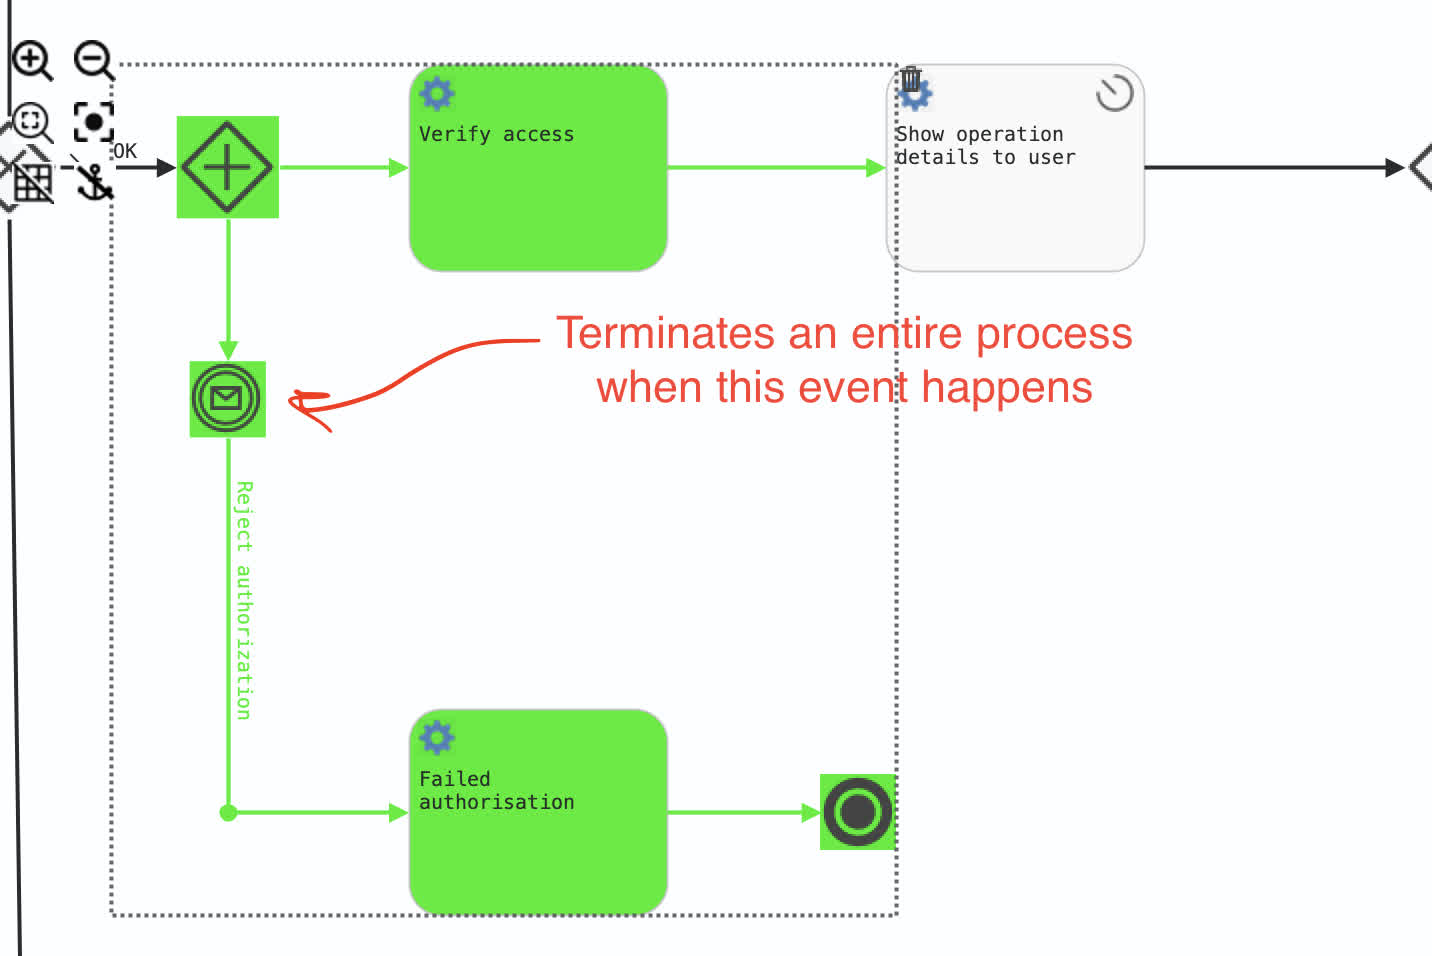 OK
Verify access
Show operation
details to user
Terminates an entire process
when this event happens
Reject authorization
Failed
authorisation